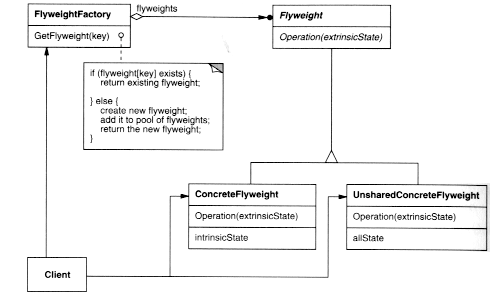 FlyweightFactory
flyweights
Flyweight
GetFlyweight(key)
Operation(extrinsicState)
if (flyweight[key] exists) {
return existing flyweight;
} else {
create new flyweight;
add it to pool of flyweights;
return the new flyweight;
}
ConcreteFlyweight
Operation(extrinsicState)
intrinsicState
UnsharedConcreteFlyweight
Operation(extrinsicState)
allState
Client